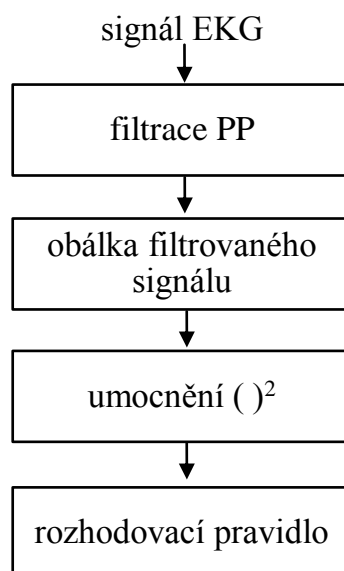 signál EKG
filtrace PP
obálka filtrovaného
signálu
umocnění ( )²
rozhodovací pravidlo